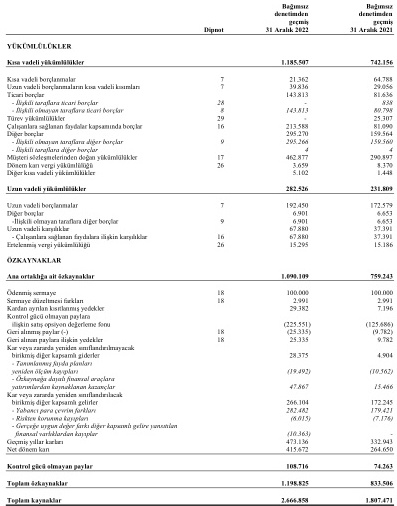 Bağımsız Bağımsız
denetimden denetimden
geçmiş geçmiş
Dipnot 31 Aralık 2022 31 Aralık 2021
YÜKÜMLÜLÜKLER
Kısa vadeli yükümlülükler 1.185.507 742.156
Kısa vadeli borçlanmalar 7 21.362 64.788
Uzun vadeli borçlanmaların kısa vadeli kısımları 7 39.836 29.056
Ticari borçlar 143.813 81.636
- İlişkili taraflara ticari borçlar 28 - 838
- İlişkili olmayan taraflara ticari borçlar 8 143.813 80.798
Türev yükümlülükler 29 - 25.307
Çalışanlara sağlanan faydalar kapsamında borçlar 16 213.588 81.090
Diğer borçlar 295.270 159.564
- İlişkili olmayan taraflara diğer borçlar 9 295.266 159.560
- İlişkili taraflara diğer borçlar 4 4
Müşteri sözleşmelerinden doğan yükümlülükler 17 462.877 290.897
Dönem karı vergi yükümlülüğü 26 3.659 8.370
Diğer kısa vadeli yükümlülükler 5.102 1.448
Uzun vadeli yükümlülükler 282.526 231.809
Uzun vadeli borçlanmalar 7 192.450 172.579
Diğer borçlar 6.901 6.653
-İlişkili olmayan taraflara diğer borçlar 9 6.901 6.653
Uzun vadeli karşılıklar 67.880 37.391
- Çalışanlara sağlanan faydalara ilişkin karşılıklar 16 67.880 37.391
Ertelenmiş vergi yükümlülüğü 26 15.295 15.186
ÖZKAYNAKLAR
Ana ortaklığa ait özkaynaklar 1.090.109 759.243
Ödenmiş sermaye 18 100.000 100.000
Sermaye düzeltmesi farkları 18 2.991 2.991
Kardan ayrılan kısıtlanmış yedekler 29.382 7.196
Kontrol gücü olmayan paylara
ilişkin satış opsiyon değerleme fonu (225.551) (125.686)
Geri alınmış paylar (-) 18 (25.335) (9.782)
Geri alınan paylara ilişkin yedekler 18 25.335 9.782
Kar veya zararda yeniden sınıflandırılmayacak
birikmiş diğer kapsamlı giderler 28.375 4.904
- Tanımlanmış fayda planları
yeniden ölçüm kayıpları (19.492) (10.562)
- Özkaynağa dayalı finansal araçlara
yatırımlardan kaynaklanan kazançlar 47.867 15.466
Kar veya zararda yeniden sınıflandırılacak
birikmiş diğer kapsamlı gelirler 266.104 172.245
- Yabancı para çevrim farkları 282.482 179.421
- Riskten korunma kayıpları (6.015) (7.176)
- Gerçeğe uygun değer farkı diğer kapsamlı gelire yansıtılan
finansal varlıklardan kayıplar (10.363) -
Geçmiş yıllar karları 473.136 332.943
Net dönem karı 415.672 264.650
Kontrol gücü olmayan paylar 108.716 74.263
Toplam özkaynaklar 1.198.825 833.506
Toplam kaynaklar 2.666.858 1.807.471